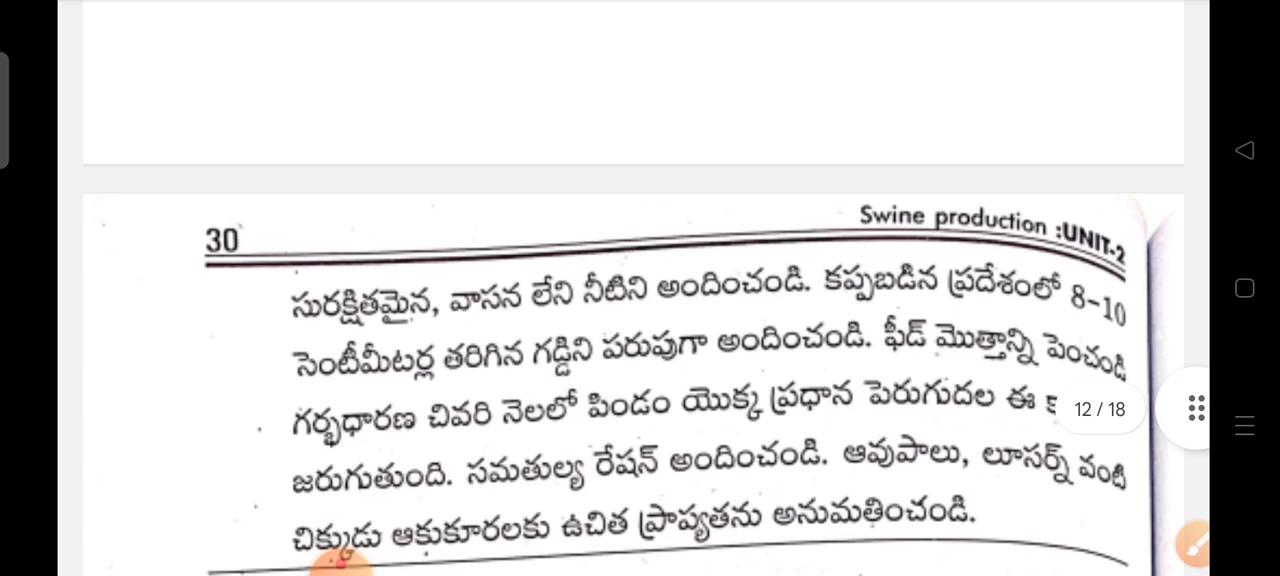 30
Swine production :UNIT-2
సురక్షితమైన, వాసన లేని నీటిని అందించండి. కప్పబడిన ప్రదేశంలో 8-10
సెంటీమీటర్ల తరిగిన గడ్డిని పరుపుగా అందించండి. ఫీడ్ మొత్తాన్ని పెంచండి
గర్భధారణ చివరి నెలలో పిండం యొక్క ప్రధాన పెరుగుదల ఈ
12 / 18
జరుగుతుంది. సమతుల్య రేషన్ అందించండి. ఆవుపాలు, లూసర్న్ వంటి
చిక్కుడు ఆకుకూరలకు ఉచిత ప్రాప్యతను అనుమతించండి.